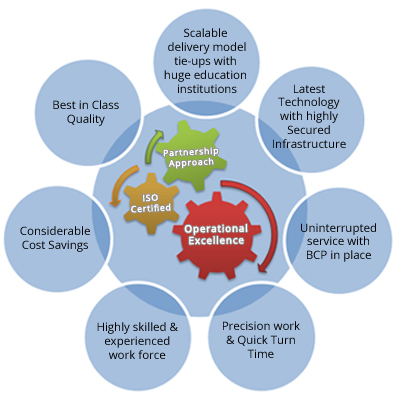 Scalable
delivery model
tie-ups with
huge education
institutions
Latest
Technology
with highly
Secured
Infrastructure
Uninterrupted
service with
BCP in place
Precision work
& Quick Turn
Time
Highly skilled &
experienced
work force
Considerable
Cost Savings
Best in Class
Quality
Partnership
Approach
ISO
Certified
Operational
Excellence